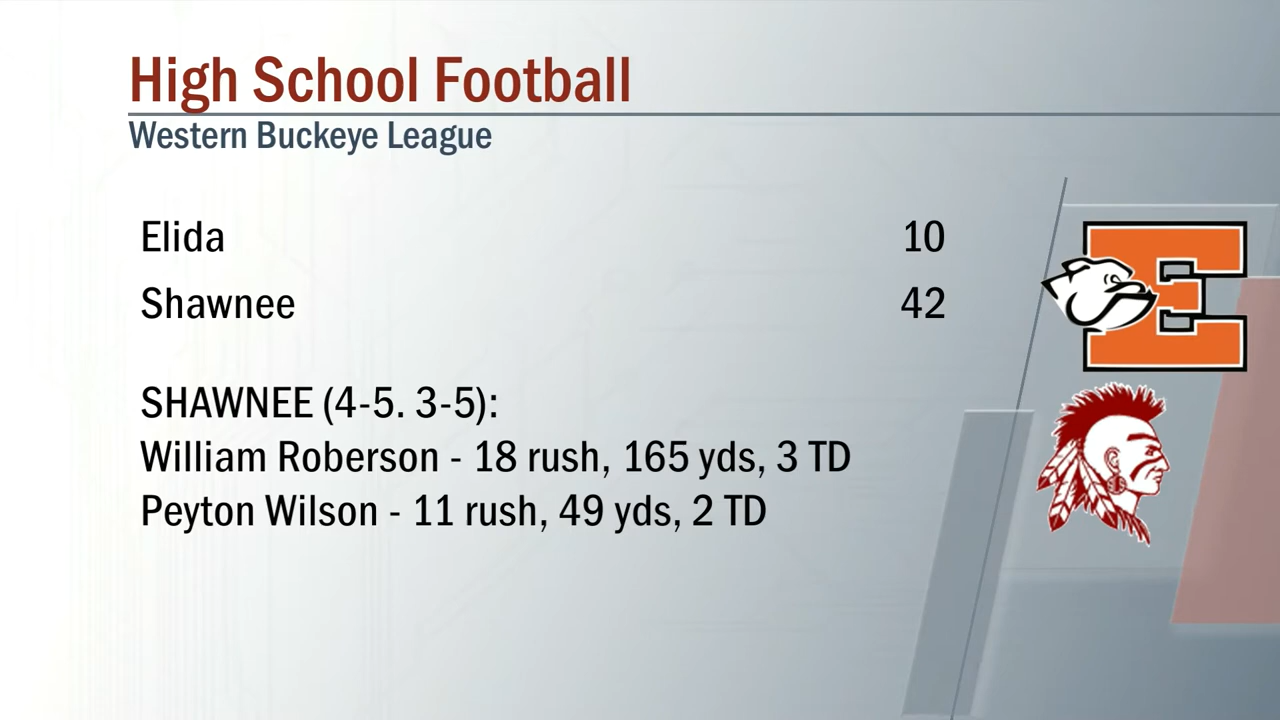 High School Football
Western Buckeye League
Elida 10
Shawnee 42
SHAWNEE (4-5. 3-5):
William Roberson - 18 rush, 165 yds, 3 TD
Peyton Wilson - 11 rush, 49 yds, 2 TD
E